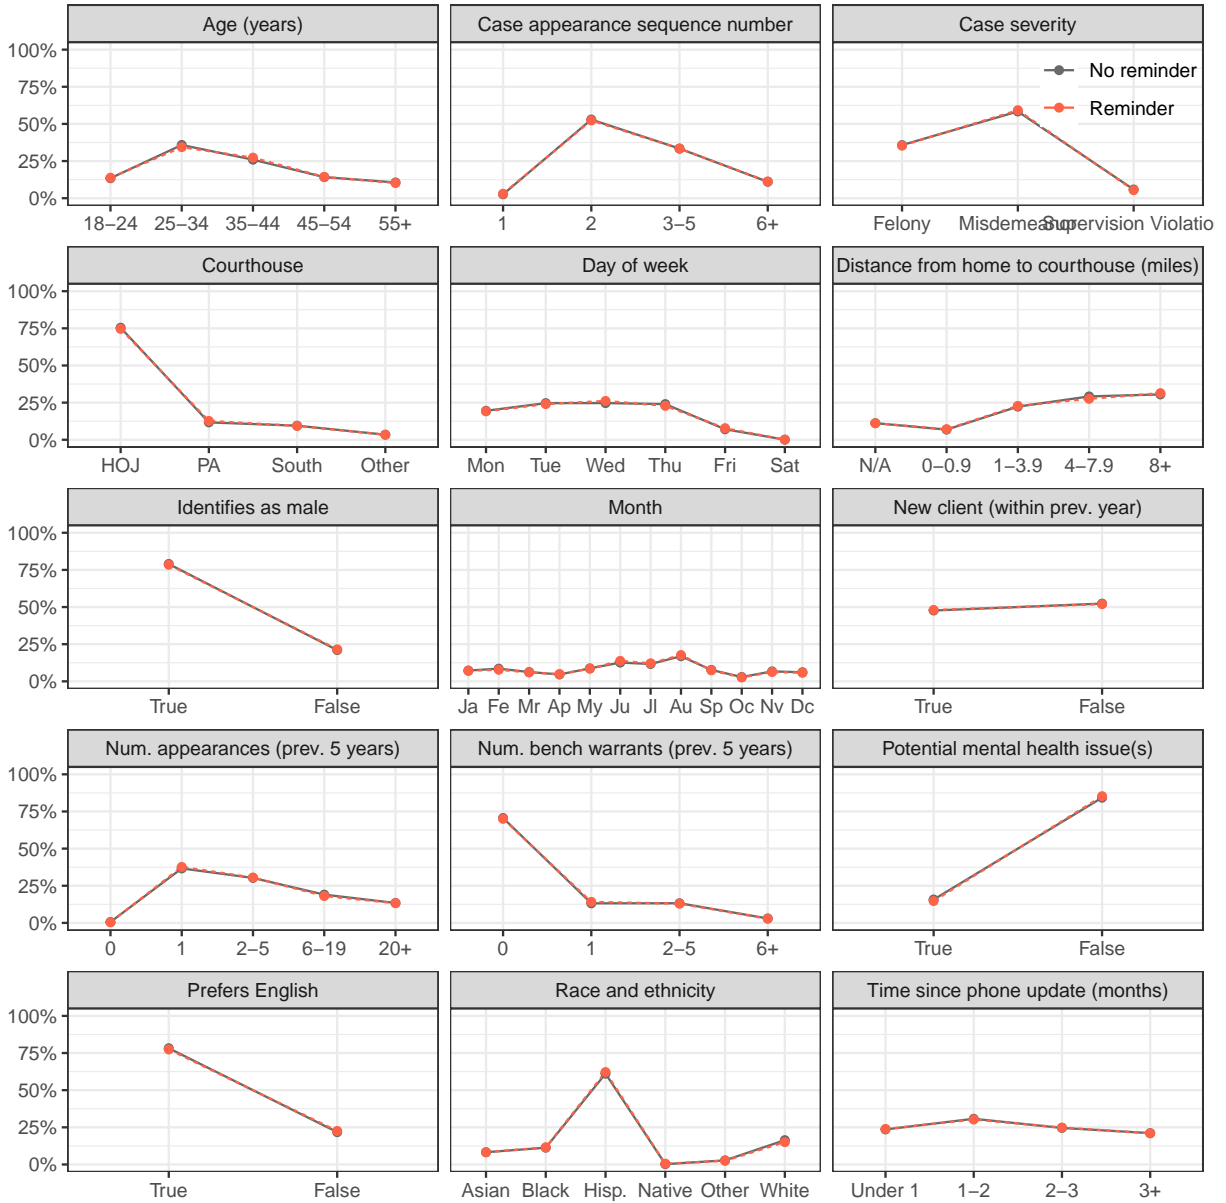 Age (years)
Case appearance sequence number
Case severity
100%
75%
50%
25%
0%
18–24 25–34 35–44 45–54 55+
1 2 3–5 6+
No reminder
Reminder
Felony Misdemeanor Supervision Violatio
Courthouse
Day of week
Distance from home to courthouse (miles)
100%
75%
50%
25%
0%
HOJ PA South Other
Mon Tue Wed Thu Fri Sat
N/A 0–0.9 1–3.9 4–7.9 8+
Identifies as male
Month
New client (within prev. year)
100%
75%
50%
25%
0%
True False
Ja Fe Mr Ap My Ju Jl Au Sp Oc Nv Dc
True False
Num. appearances (prev. 5 years)
Num. bench warrants (prev. 5 years)
Potential mental health issue(s)
100%
75%
50%
25%
0%
0 1 2–5 6–19 20+
0 1 2–5 6+
True False
Prefers English
Race and ethnicity
Time since phone update (months)
100%
75%
50%
25%
0%
True False
Asian Black Hisp. Native Other White
Under 1 1–2 2–3 3+